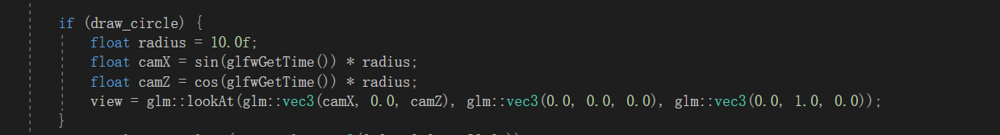 if (draw_circle) {
float radius = 10.0f;
float camX = sin(glfwGetTime()) * radius;
float camZ = cos(glfwGetTime()) * radius;
view = glm::lookAt(glm::vec3(camX, 0.0, camZ), glm::vec3(0.0, 0.0, 0.0), glm::vec3(0.0, 1.0, 0.0));
}